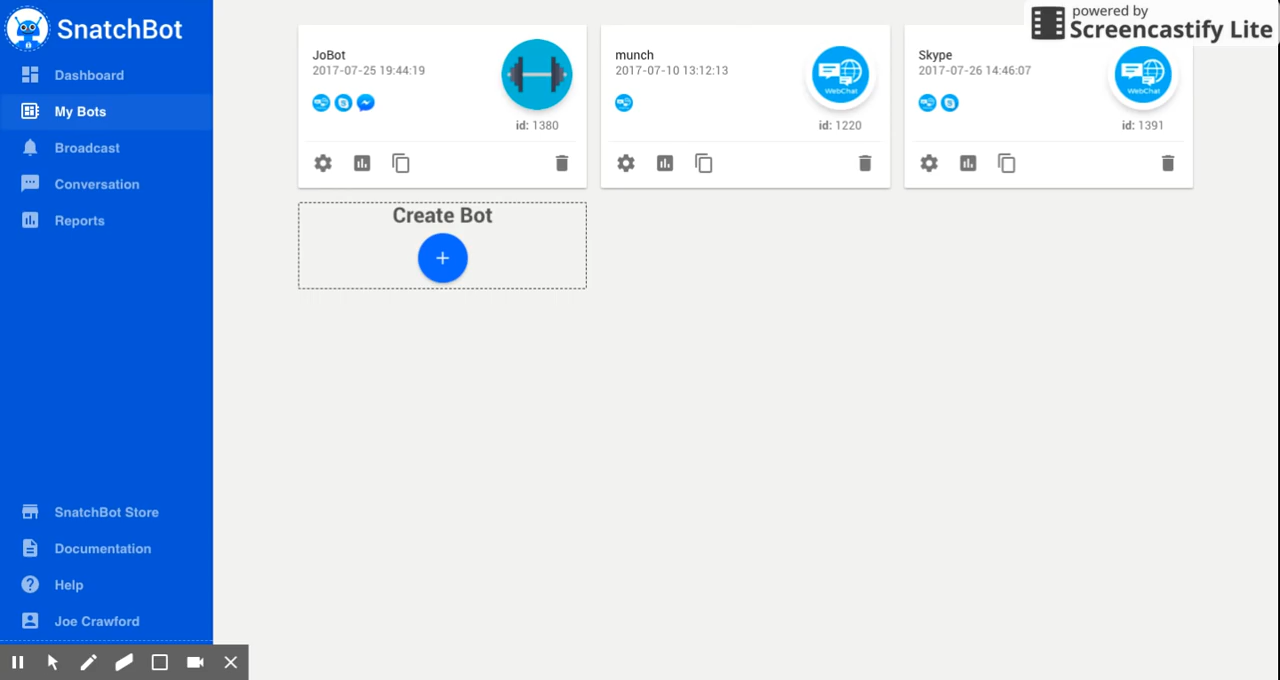 SnatchBot
Dashboard
My Bots
Broadcast
Conversation
Reports
SnatchBot Store
Documentation
Help
Joe Crawford
powered by
Screencastify Lite
JoBot
2017-07-25 19:44:19
id: 1380
munch
2017-07-10 13:12:13
WebChat
id: 1220
Skype
2017-07-26 14:46:07
WebChat
id: 1391
Create Bot